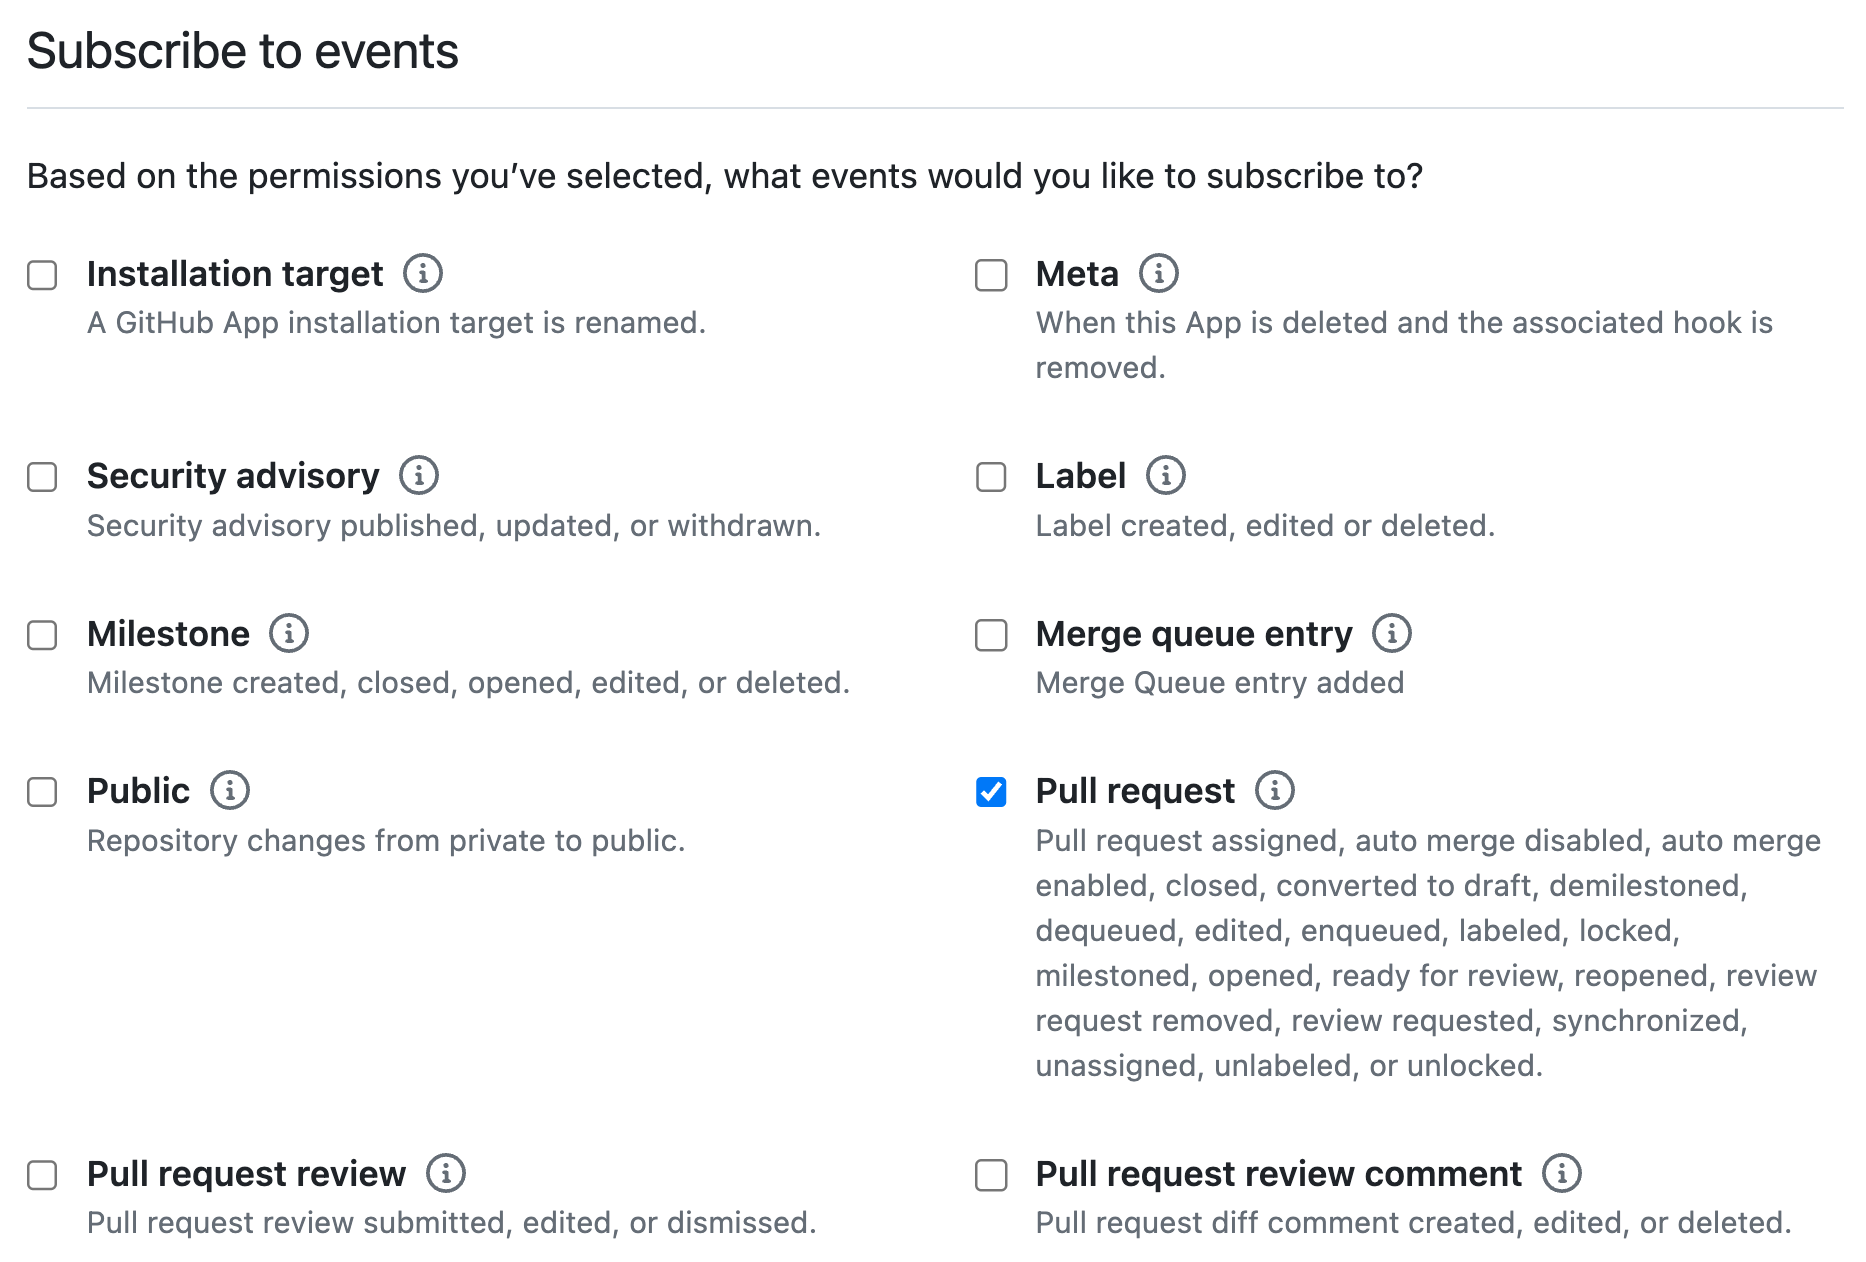 Subscribe to events
Based on the permissions you've selected, what events would you like to subscribe to?
Installation target
A GitHub App installation target is renamed.
Meta
When this App is deleted and the associated hook is
removed.
Security advisory
Security advisory published, updated, or withdrawn.
Label
Label created, edited or deleted.
Milestone
Milestone created, closed, opened, edited, or deleted.
Merge queue entry
Merge Queue entry added
Public
Repository changes from private to public.
Pull request
Pull request assigned, auto merge disabled, auto merge
enabled, closed, converted to draft, demilestoned,
dequeued, edited, enqueued, labeled, locked,
milestoned, opened, ready for review, reopened, review
request removed, review requested, synchronized,
unassigned, unlabeled, or unlocked.
Pull request review
Pull request review submitted, edited, or dismissed.
Pull request review comment
Pull request diff comment created, edited, or deleted.